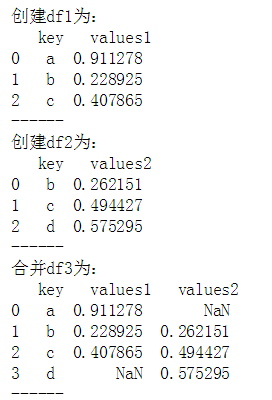 创建df1为:
key values1
0 a 0.911278
1 b 0.228925
2 c 0.407865
------
创建df2为:
key values2
0 b 0.262151
1 c 0.494427
2 d 0.575295
------
合并df3为:
key values1 values2
0 a 0.911278 NaN
1 b 0.228925 0.262151
2 c 0.407865 0.494427
3 d NaN 0.575295
------